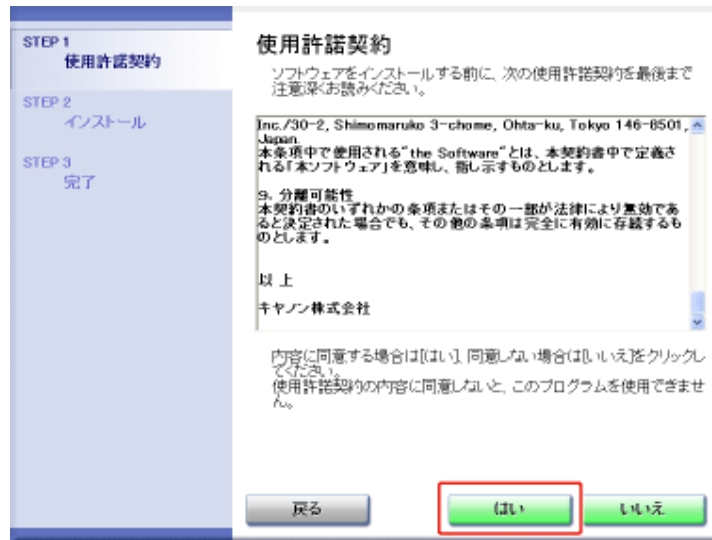 STEP 1
使用許諾契約
STEP 2
インストール
STEP 3
完了
使用許諾契約
ソフトウェアをインストールする前に、次の使用許諾契約を最後まで
注意深くお読みください。
Inc./30-2, Shimomaruko 3-chome, Ohta-ku, Tokyo 146-8501,
Japan.
本条項中で使用される"the Software"とは、本契約書中で定義さ
れる「本ソフトウェア」を意味し、指し示すものとします。
9. 分離可能性
本契約書のいずれかの条項またはその一部が法律により無効であ
ると決定された場合でも、その他の条項は完全に有効に存続するも
のとします。
以 上
キヤノン株式会社
内容に同意する場合は[はい]、同意しない場合は[いいえ]をクリックし
てください。
使用許諾契約の内容に同意しないと、このプログラムを使用できませ
ん。
戻る
はい
いいえ